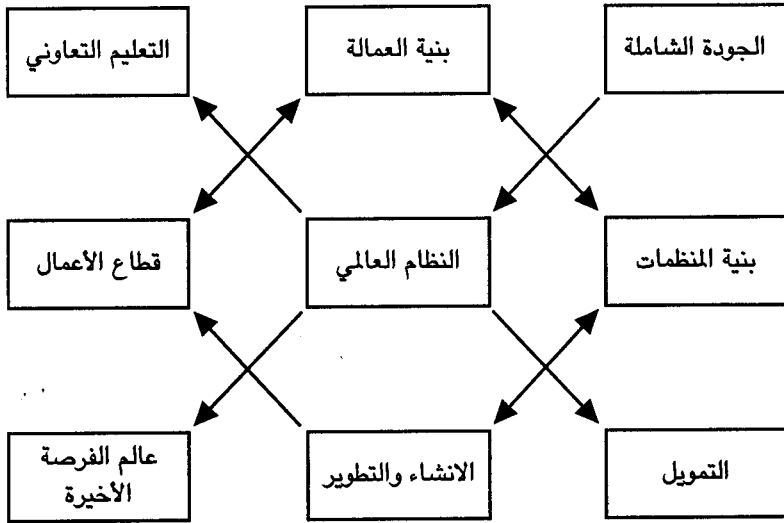 الجودة الشاملة
بنية العمالة
التعليم التعاوني
بنية المنظمات
النظام العالمي
قطاع الأعمال
التمويل
الانشاء والتطوير
عالم الفرصة
الأخيرة